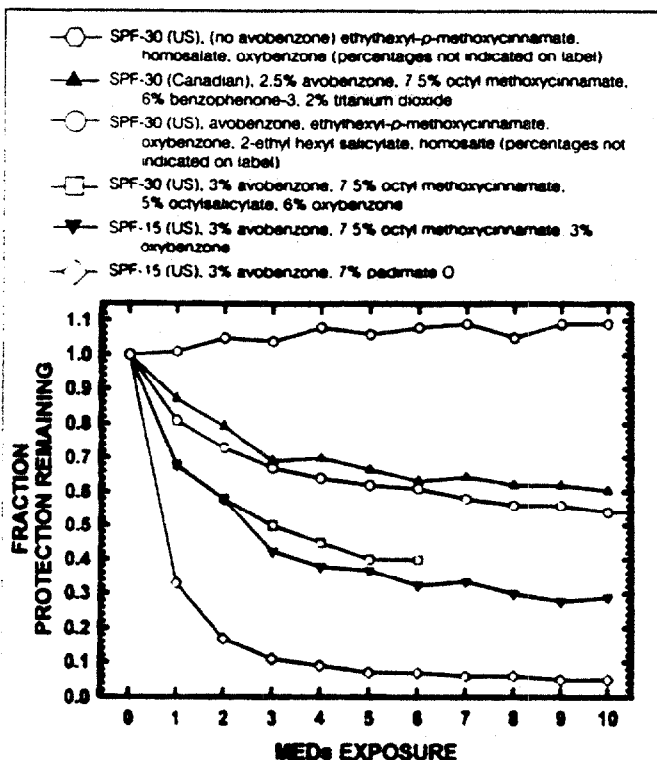 SPF-30 (US), (no avobenzone) ethylhexyl-p-methoxycinnamate,
homosalate, oxybenzone (percentages not indicated on label)
SPF-30 (Canadian), 2.5% avobenzone, 7.5% octyl methoxycinnamate,
6% benzophenone-3, 2% titanium dioxide
SPF-30 (US), avobenzone, ethylhexyl-p-methoxycinnamate,
oxybenzone, 2-ethyl hexyl salicylate, homosalte (percentages not
indicated on label)
SPF-30 (US), 3% avobenzone, 7.5% octyl methoxycinnamate,
5% octylsalicylate, 6% oxybenzone
SPF-15 (US), 3% avobenzone, 7.5% octyl methoxycinnamate, 3%
oxybenzone
SPF-15 (US), 3% avobenzone, 7% padimate O
FRACTION
PROTECTION REMAINING
1.1
1.0
0.9
0.8
0.7
0.6
0.5
0.4
0.3
0.2
0.1
0.0
0 1 2 3 4 5 6 7 8 9 10
MEDs EXPOSURE